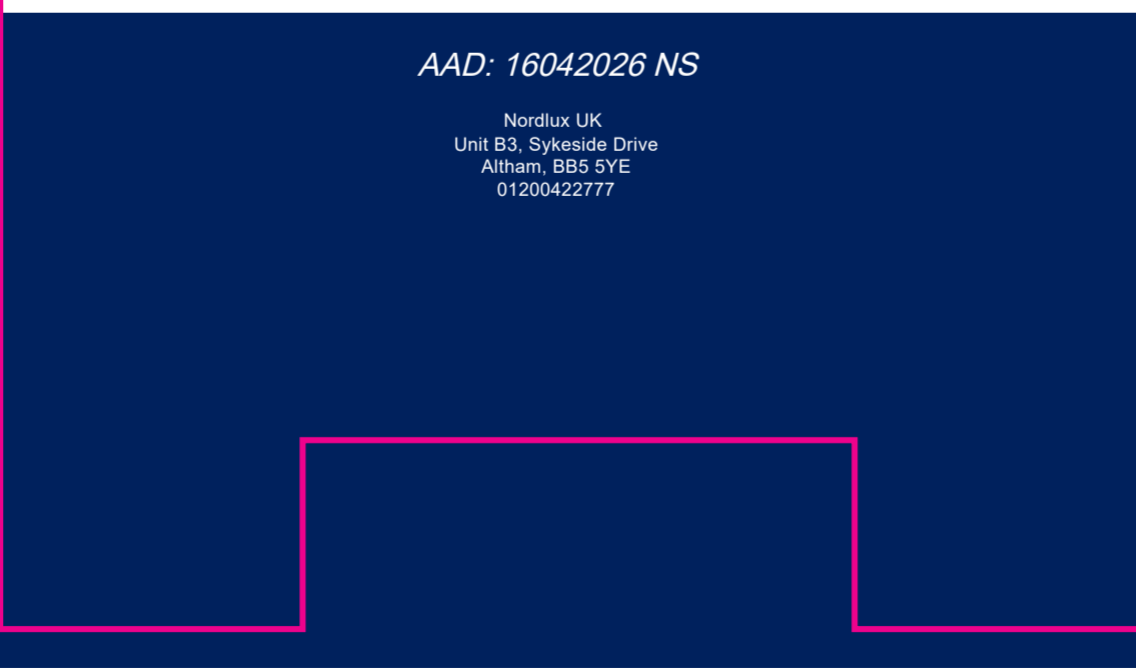 AAD: 16042026 NS
Nordlux UK
Unit B3, Sykeside Drive
Altham, BB5 5YE
01200422777